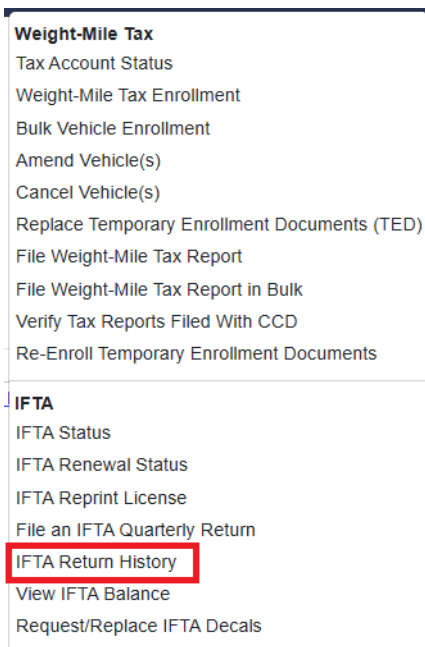 Weight-Mile Tax
Tax Account Status
Weight-Mile Tax Enrollment
Bulk Vehicle Enrollment
Amend Vehicle(s)
Cancel Vehicle(s)
Replace Temporary Enrollment Documents (TED)
File Weight-Mile Tax Report
File Weight-Mile Tax Report in Bulk
Verify Tax Reports Filed With CCD
Re-Enroll Temporary Enrollment Documents
IFTA
IFTA Status
IFTA Renewal Status
IFTA Reprint License
File an IFTA Quarterly Return
IFTA Return History
View IFTA Balance
Request/Replace IFTA Decals